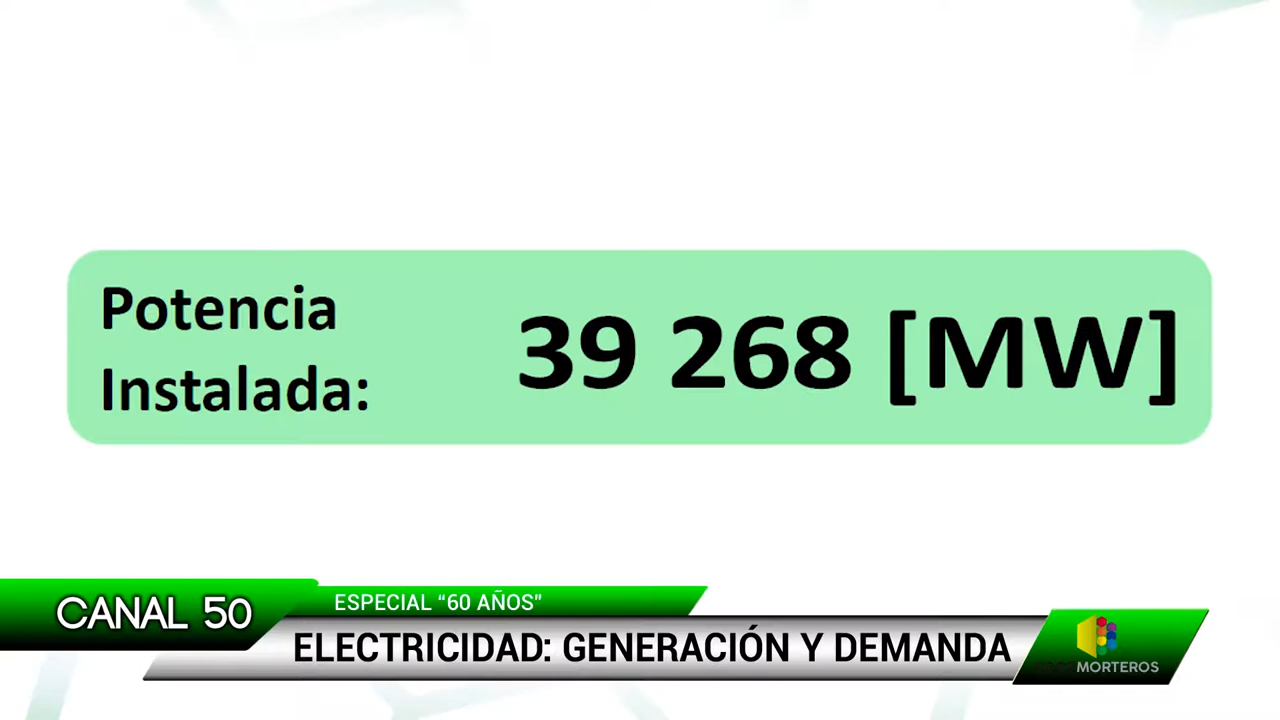 Potencia
Instalada:
39 268 [MW]
CANAL 50
ESPECIAL “60 AÑOS”
ELECTRICIDAD: GENERACIÓN Y DEMANDA
MORTEROS